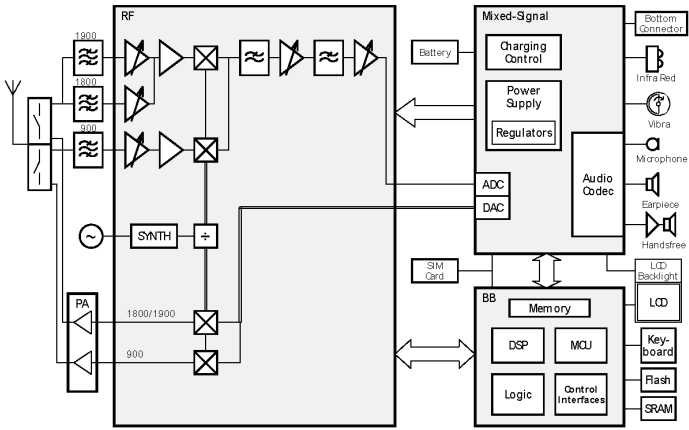 RF
1900
1800
900
SYNTH
÷
~
PA
1800/1900
900
Mixed-Signal
Battery
Charging
Control
Power
Supply
Regulators
Audio
Codec
ADC
DAC
Bottom
Connector
Infra Red
Vibra
Microphone
Earpiece
Handsfree
SIM
Card
LCD
Backlight
LCD
BB
Memory
DSP
MCU
Logic
Control
Interfaces
Key-
board
Flash
SRAM